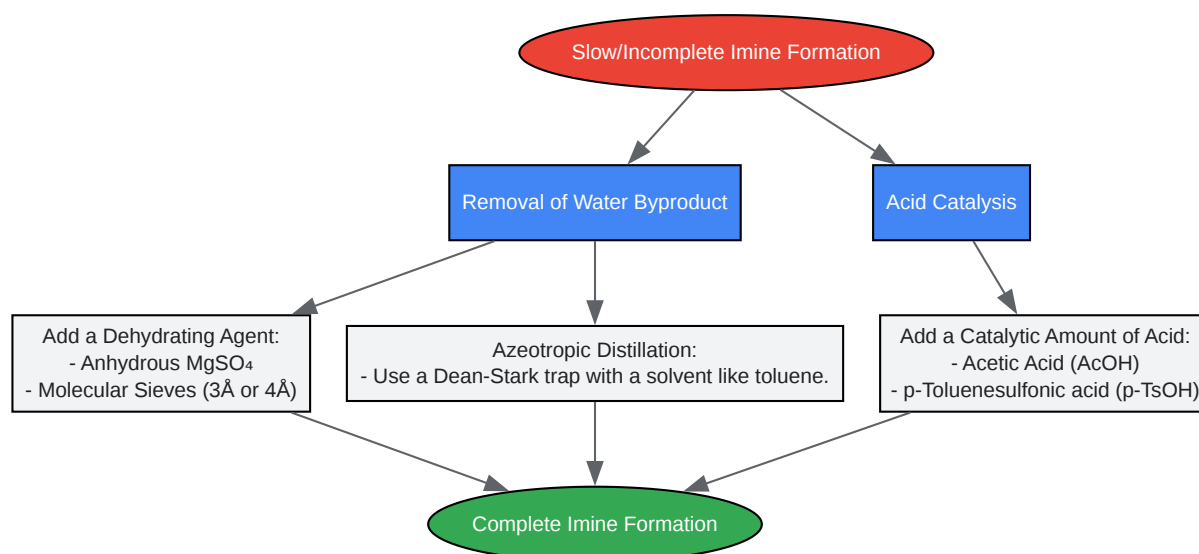 Slow/Incomplete Imine Formation
Removal of Water Byproduct
Acid Catalysis
Add a Dehydrating Agent:
- Anhydrous MgSO₄
- Molecular Sieves (3Å or 4Å)
Azeotropic Distillation:
- Use a Dean-Stark trap with a solvent like toluene.
Add a Catalytic Amount of Acid:
- Acetic Acid (AcOH)
- p-Toluenesulfonic acid (p-TsOH)
Complete Imine Formation